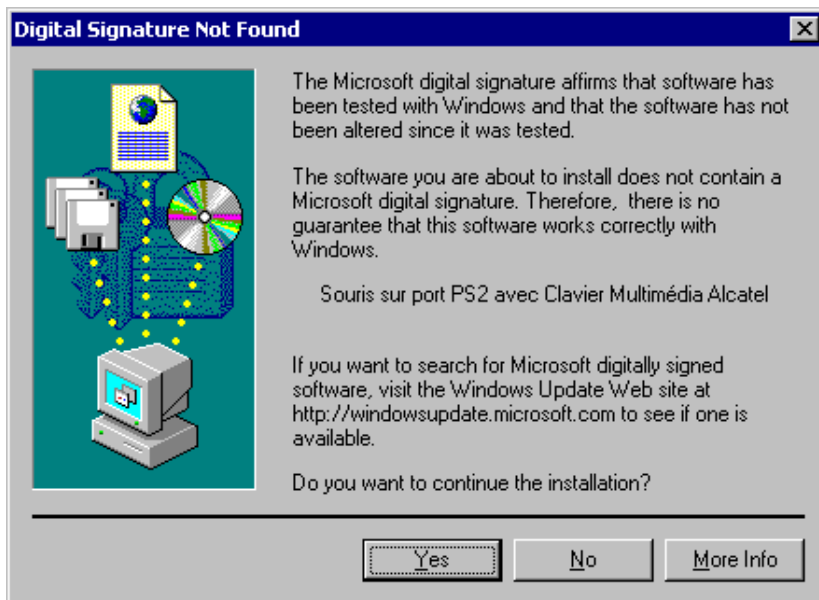 Digital Signature Not Found
The Microsoft digital signature affirms that software has
been tested with Windows and that the software has not
been altered since it was tested.
The software you are about to install does not contain a
Microsoft digital signature. Therefore,  there is no
guarantee that this software works correctly with
Windows.
Souris sur port PS2 avec Clavier Multimédia Alcatel
If you want to search for Microsoft digitally signed
software, visit the Windows Update Web site at
http://windowsupdate.microsoft.com to see if one is
available.
Do you want to continue the installation?
Yes No More Info